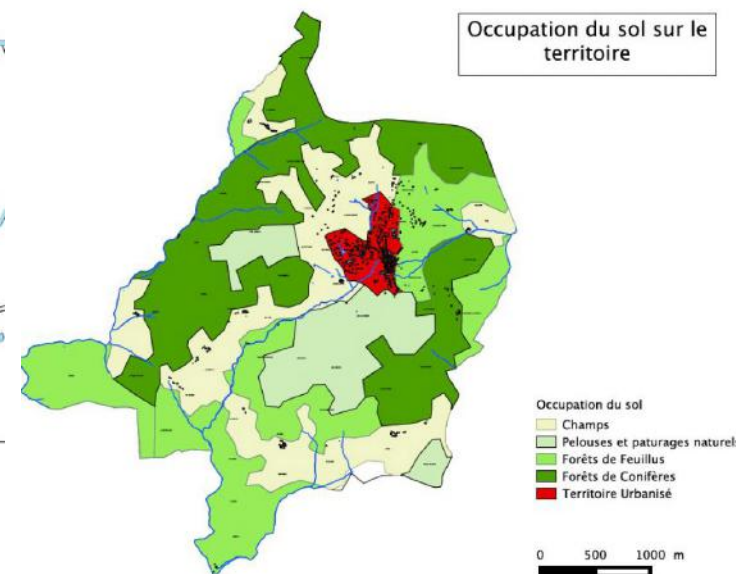 Occupation du sol sur le
territoire
Occupation du sol
Champs
Pelouses et paturages naturels
Forêts de Feuillus
Forêts de Conifères
Territoire Urbanisé
0 500 1000 m